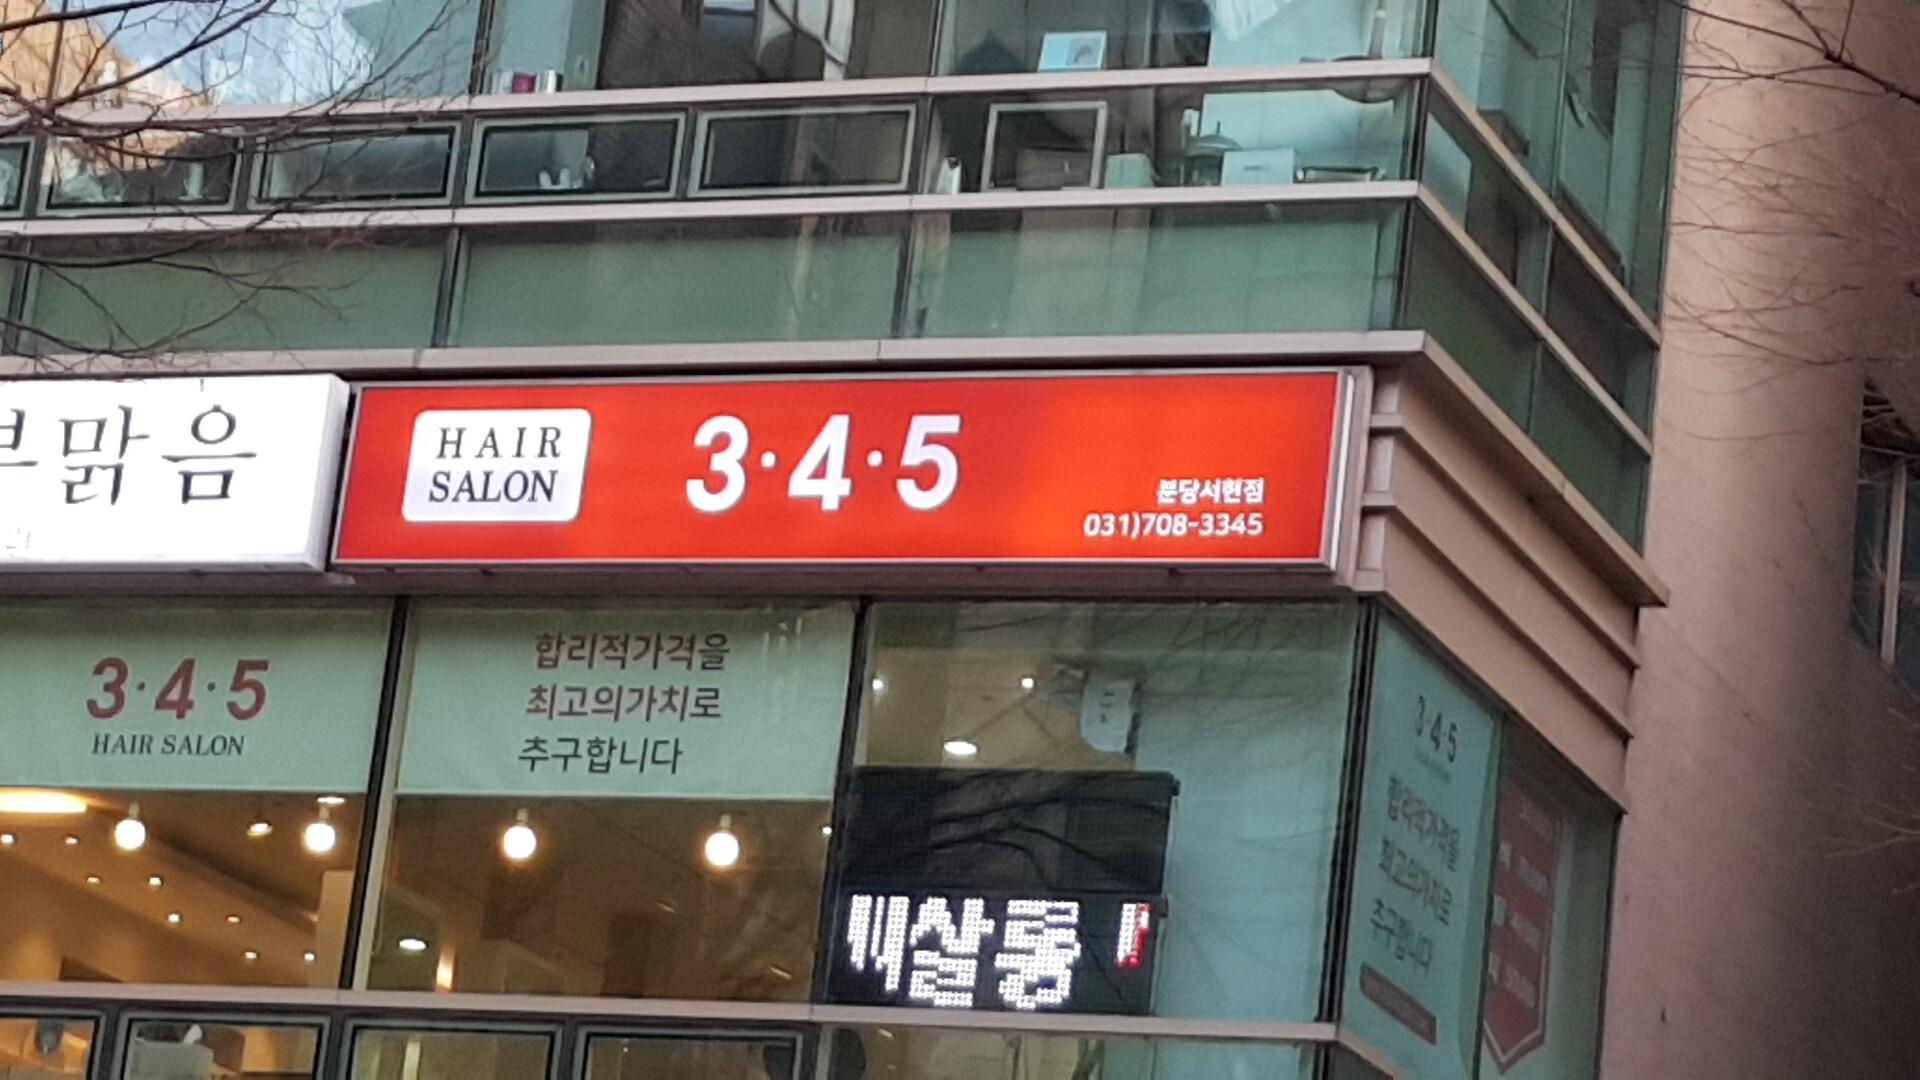 맑음
HAIR
SALON
3·4·5
분당서현점
031)708-3345
3·4·5
HAIR SALON
합리적가격을
최고의가치로
추구합니다
살롱
3·4·5
합리적가격을
최고의가치로
추구합니다